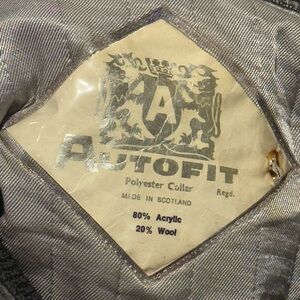 A
AUTOFIT
Polyester Collar Regd.
MADE IN SCOTLAND
80% Acrylic
20% Wool